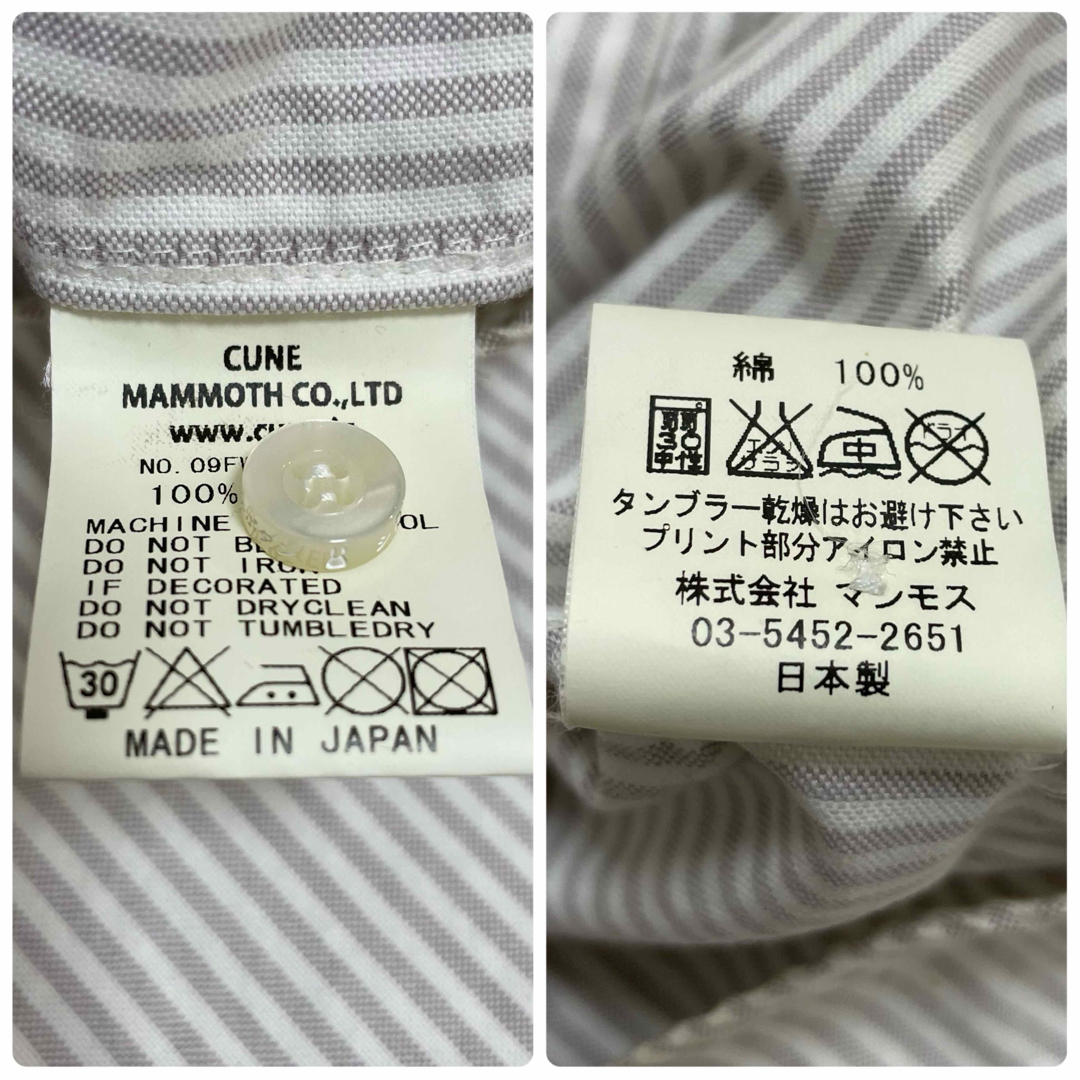 CUNE
MAMMOTH CO.,LTD
NO.
100%
MACHINE
DO NOT
DO NOT
IF DECORATED
DO NOT DRYCLEAN
DO NOT TUMBLEDRY
30
MADE IN JAPAN
綿 100%
30
中性
中
タンブラー乾燥はお避け下さい
プリント部分アイロン禁止
株式会社 マンモス
03-5452-2651
日本製